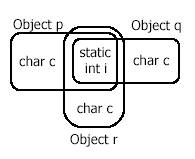 Object p
Object q
static
int i
char c
char c
char c
Object r